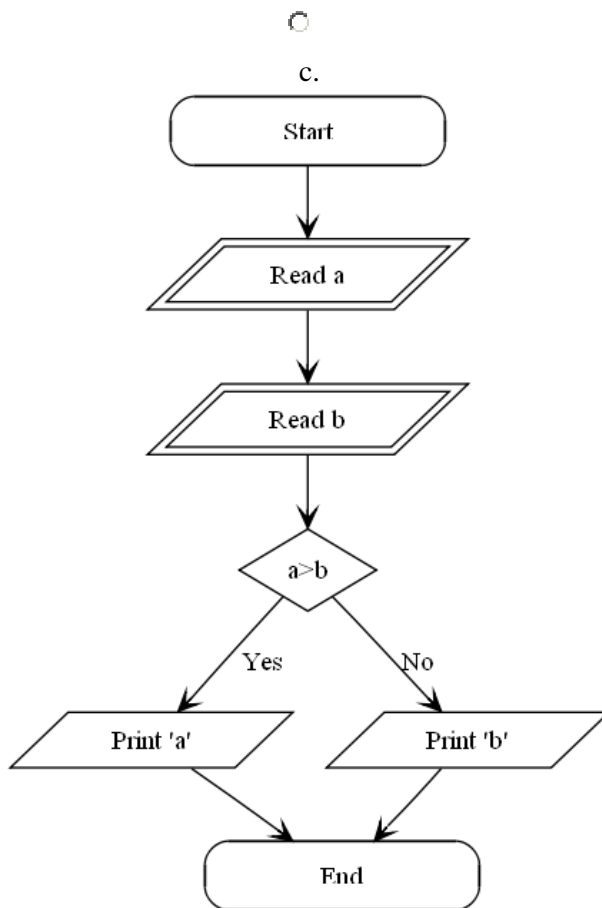 c.
Start
Read a
Read b
a>b
Yes
No
Print 'a'
Print 'b'
End